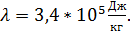 λ = 3,4 * 10⁵ Дж/кг.